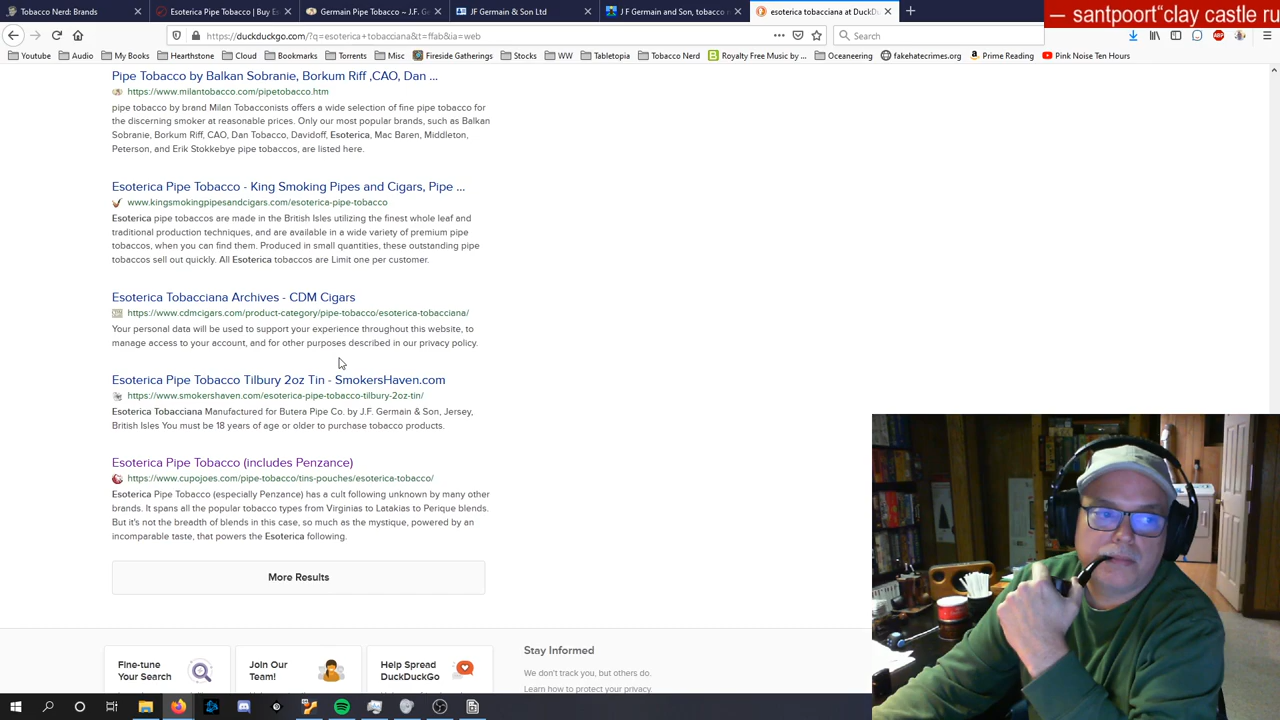 Tobacco Nerd: Brands
Esoterica Pipe Tobacco | Buy Es
Germain Pipe Tobacco ~ J.F. G
JF Germain & Son Ltd
J F Germain and Son, tobacco
esoterica tobacciana at DuckDu
— santpoort“clay castle ru
https://duckduckgo.com/?q=esoterica+tobacciana&t=ffab&ia=web
Search
Youtube
Audio
My Books
Hearthstone
Cloud
Bookmarks
Torrents
Misc
Fireside Gatherings
Stocks
WW
Tabletopia
Tobacco Nerd
Royalty Free Music by ...
Oceaneering
fakehatecrimes.org
Prime Reading
Pink Noise Ten Hours
Pipe Tobacco by Balkan Sobranie, Borkum Riff ,CAO, Dan ...
https://www.milantobacco.com/pipetobacco.htm
pipe tobacco by brand Milan Tobacconists offers a wide selection of fine pipe tobacco for
the discerning smoker at reasonable prices. Only our most popular brands, such as Balkan
Sobranie, Borkum Riff, CAO, Dan Tobacco, Davidoff, Esoterica, Mac Baren, Middleton,
Peterson, and Erik Stokkebye pipe tobaccos, are listed here.
Esoterica Pipe Tobacco - King Smoking Pipes and Cigars, Pipe ...
www.kingsmokingpipesandcigars.com/esoterica-pipe-tobacco
Esoterica pipe tobaccos are made in the British Isles utilizing the finest whole leaf and
traditional production techniques, and are available in a wide variety of premium pipe
tobaccos, when you can find them. Produced in small quantities, these outstanding pipe
tobaccos sell out quickly. All Esoterica tobaccos are Limit one per customer.
Esoterica Tobacciana Archives - CDM Cigars
https://www.cdmcigars.com/product-category/pipe-tobacco/esoterica-tobacciana/
Your personal data will be used to support your experience throughout this website, to
manage access to your account, and for other purposes described in our privacy policy.
Esoterica Pipe Tobacco Tilbury 2oz Tin - SmokersHaven.com
https://www.smokershaven.com/esoterica-pipe-tobacco-tilbury-2oz-tin/
Esoterica Tobacciana Manufactured for Butera Pipe Co. by J.F. Germain & Son, Jersey,
British Isles You must be 18 years of age or older to purchase tobacco products.
Esoterica Pipe Tobacco (includes Penzance)
https://www.cupojoes.com/pipe-tobacco/tins-pouches/esoterica-tobacco/
Esoterica Pipe Tobacco (especially Penzance) has a cult following unknown by many other
brands. It spans all the popular tobacco types from Virginias to Latakias to Perique blends.
But it's not the breadth of blends in this case, so much as the mystique, powered by an
incomparable taste, that powers the Esoterica following.
More Results
Fine-tune
Your Search
Join Our
Team!
Help Spread
DuckDuckGo
Stay Informed
We don't track you, but others do.
Learn how to protect your privacy.